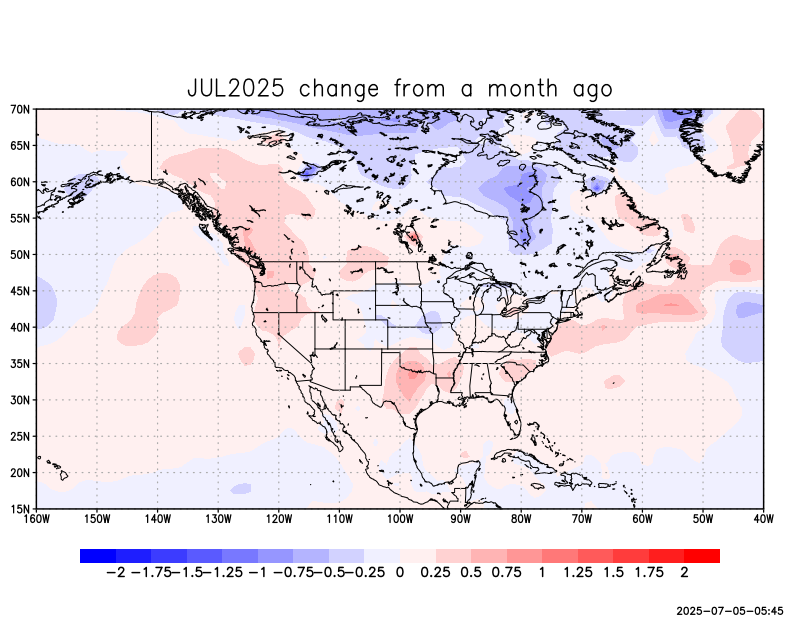 JUL2025 change from a month ago
70N
65N
60N
55N
50N
45N
40N
35N
30N
25N
20N
15N
160W 150W 140W 130W 120W 110W 100W 90W 80W 70W 60W 50W 40W
−2 −1.75 −1.5 −1.25 −1 −0.75 −0.5 −0.25 0 0.25 0.5 0.75 1 1.25 1.5 1.75 2
2025-07-05-05:45